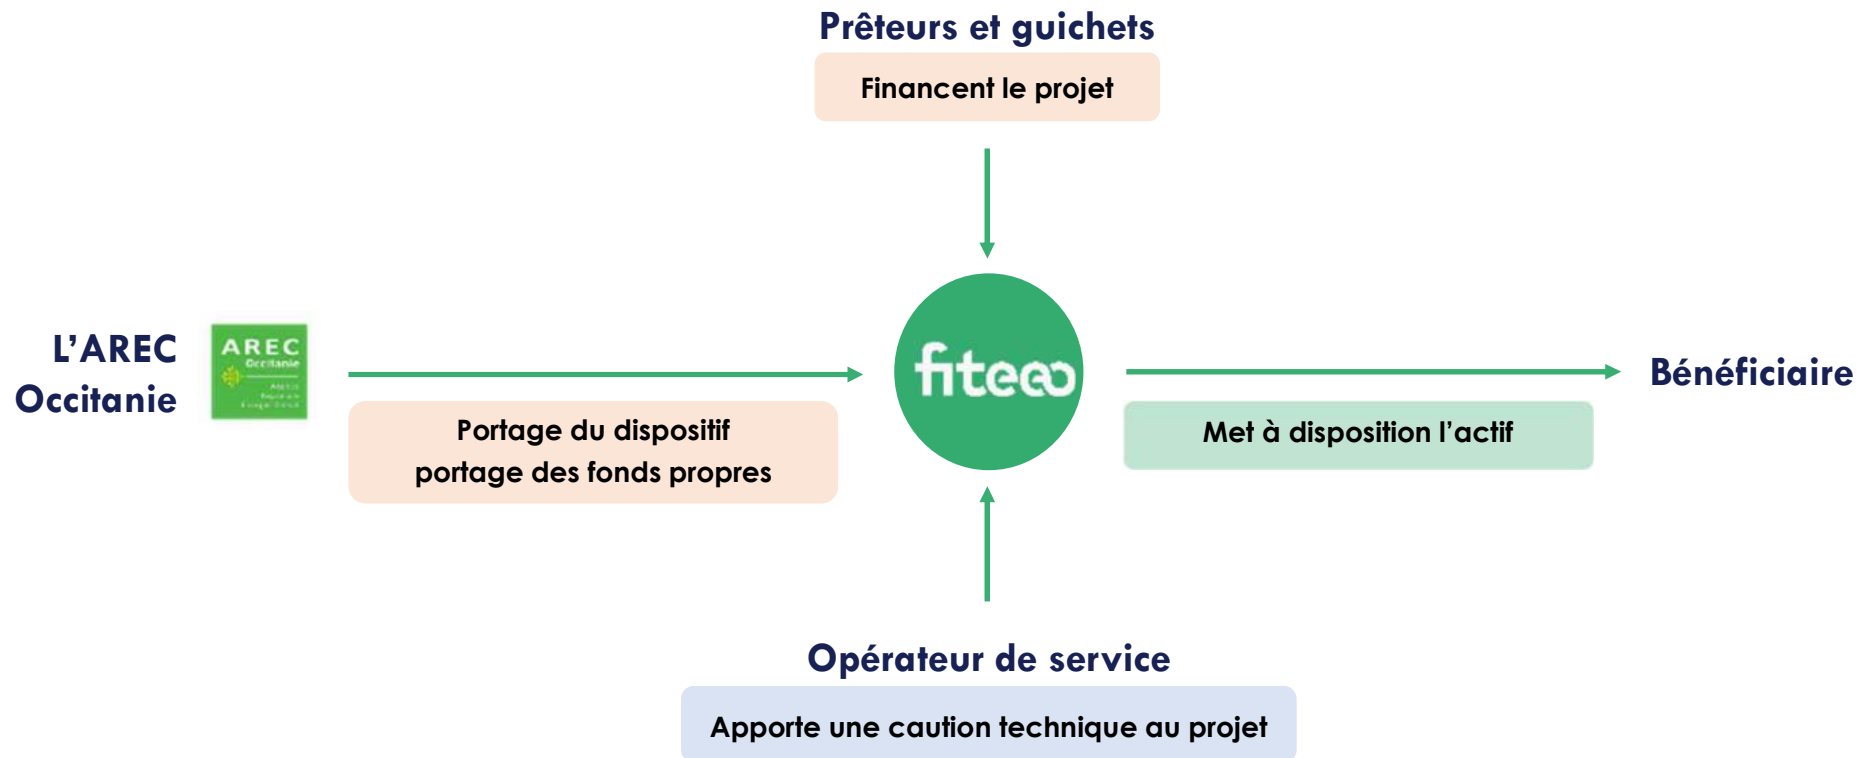 Prêteurs et guichets
Financent le projet
L’AREC
Occitanie
AREC
Occitanie
fiteeo
Bénéficiaire
Portage du dispositif
portage des fonds propres
Met à disposition l’actif
Opérateur de service
Apporte une caution technique au projet